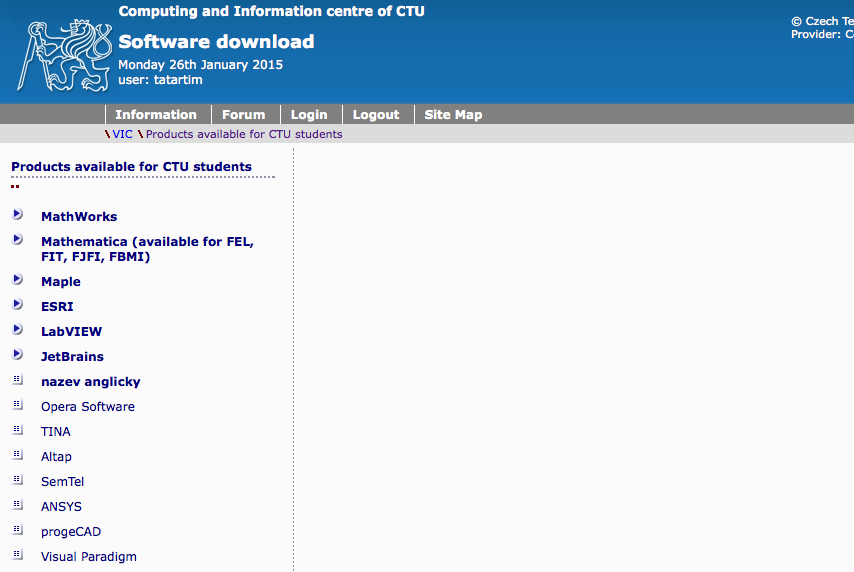 Computing and Information centre of CTU
Software download
Monday 26th January 2015
user: tatartim
© Czech Te
Provider: C
Information
Forum
Login
Logout
Site Map
\ VIC \ Products available for CTU students
Products available for CTU students
..
MathWorks
Mathematica (available for FEL,
FIT, FJFI, FBMI)
Maple
ESRI
LabVIEW
JetBrains
nazev anglicky
Opera Software
TINA
Altap
SemTel
ANSYS
progeCAD
Visual Paradigm